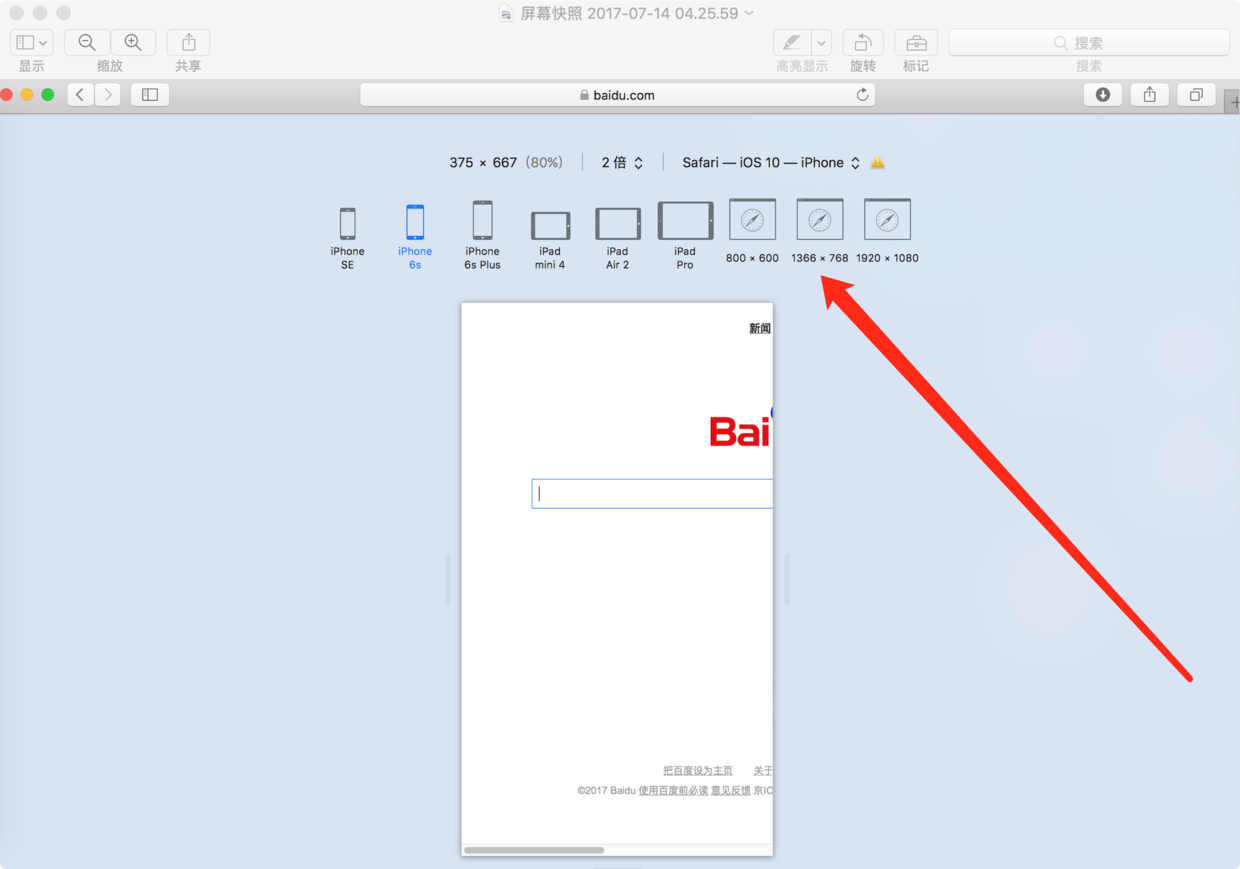 屏幕快照 2017-07-14 04.25.59
显示
缩放
共享
高亮显示
旋转
标记
搜索
搜索
baidu.com
375 × 667 (80%)
2 倍
Safari — iOS 10 — iPhone
iPhone
SE
iPhone
6s
iPhone
6s Plus
iPad
mini 4
iPad
Air 2
iPad
Pro
800 × 600
1366 × 768
1920 × 1080
新闻
Bai
把百度设为主页 关于
©2017 Baidu 使用百度前必读 意见反馈 京IC